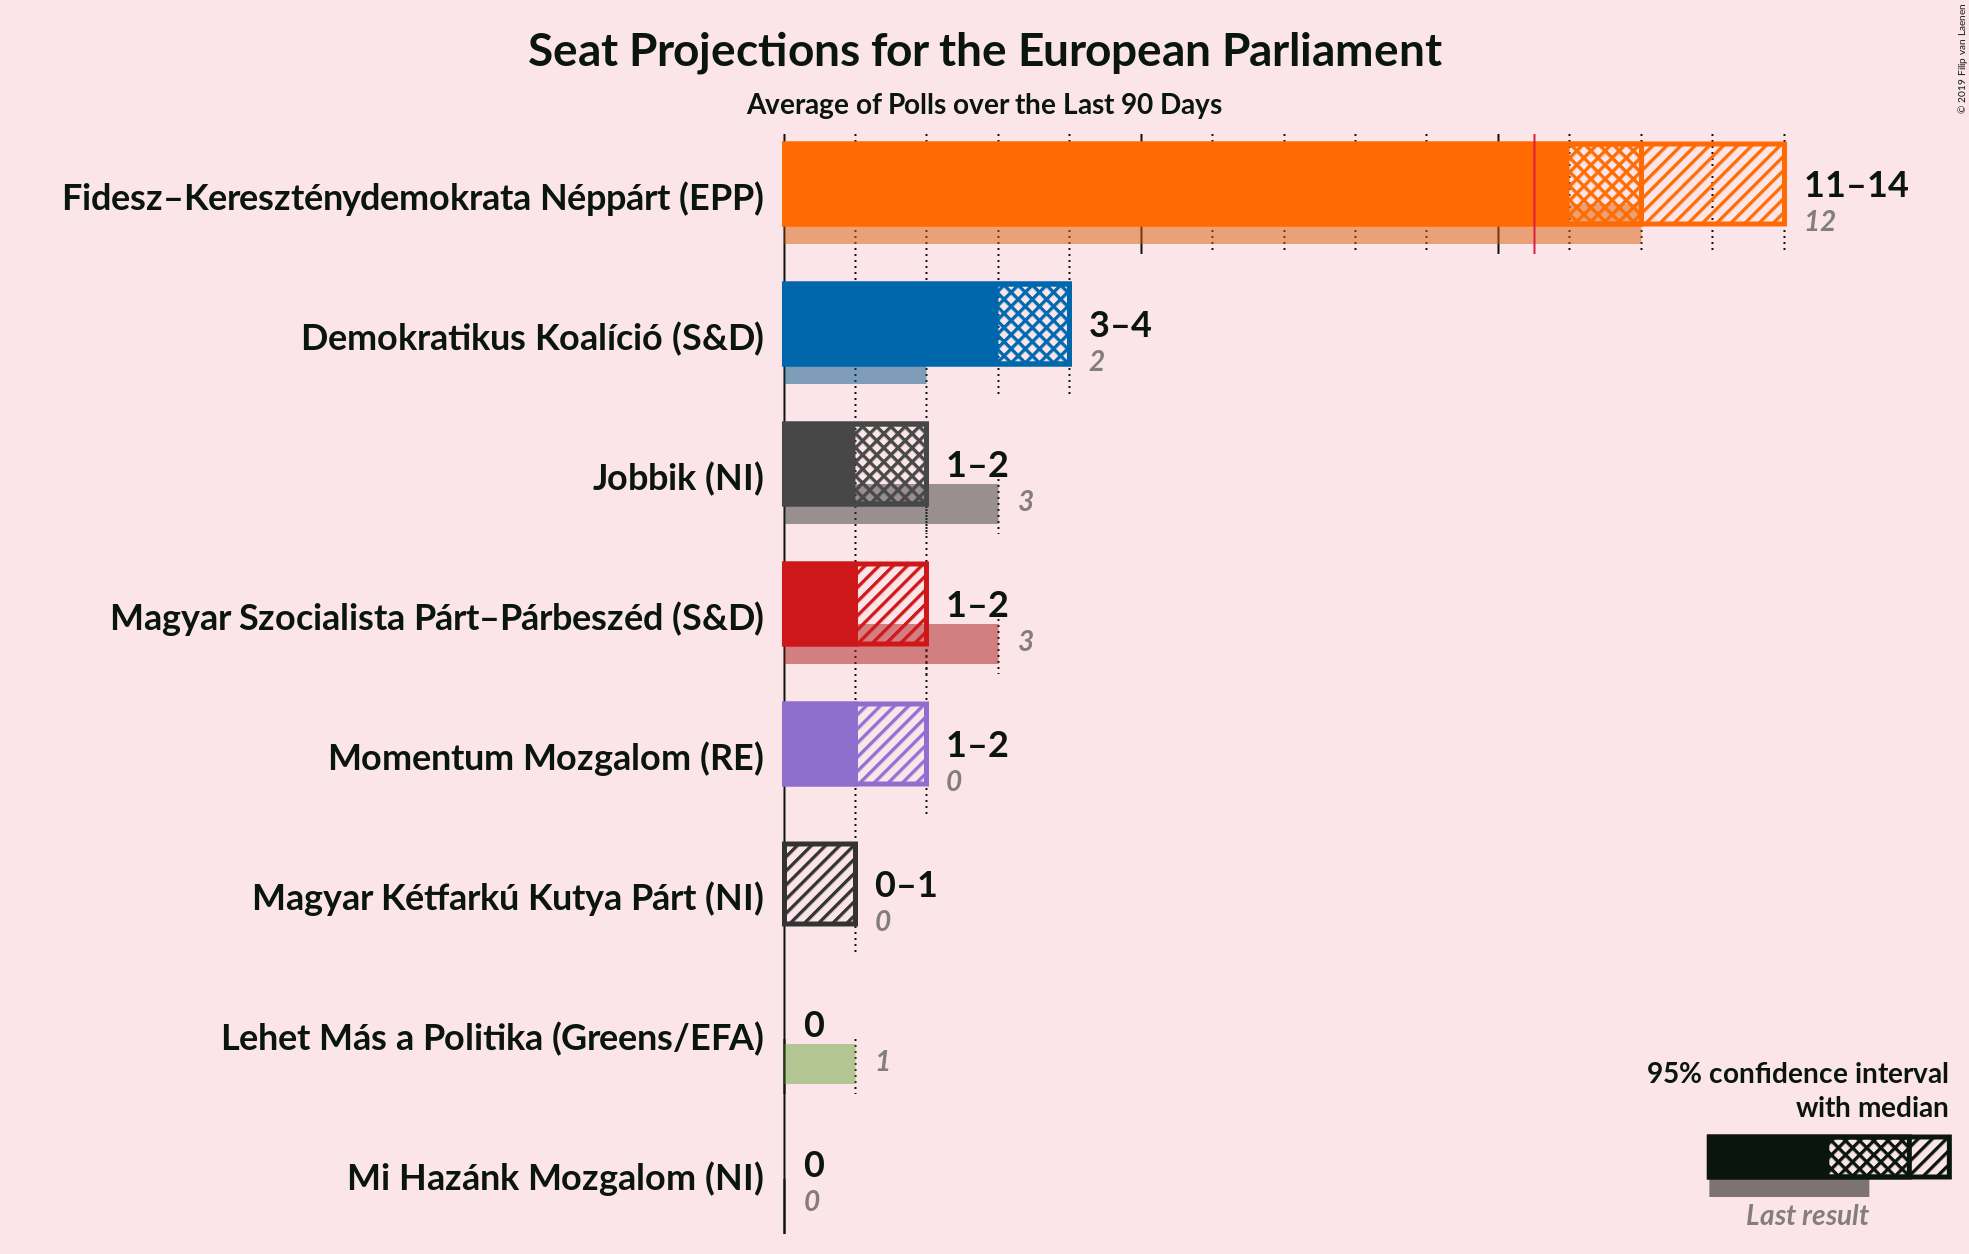 Seat Projections for the European Parliament
Average of Polls over the Last 90 Days
© 2019 Filip van Laenen
Fidesz–Kereszténydemokrata Néppárt (EPP)
11–14
12
Demokratikus Koalíció (S&D)
3–4
2
Jobbik (NI)
1–2
3
Magyar Szocialista Párt–Párbeszéd (S&D)
1–2
3
Momentum Mozgalom (RE)
1–2
0
Magyar Kétfarkú Kutya Párt (NI)
0–1
0
Lehet Más a Politika (Greens/EFA)
0
1
Mi Hazánk Mozgalom (NI)
0
0
95% confidence interval
with median
Last result